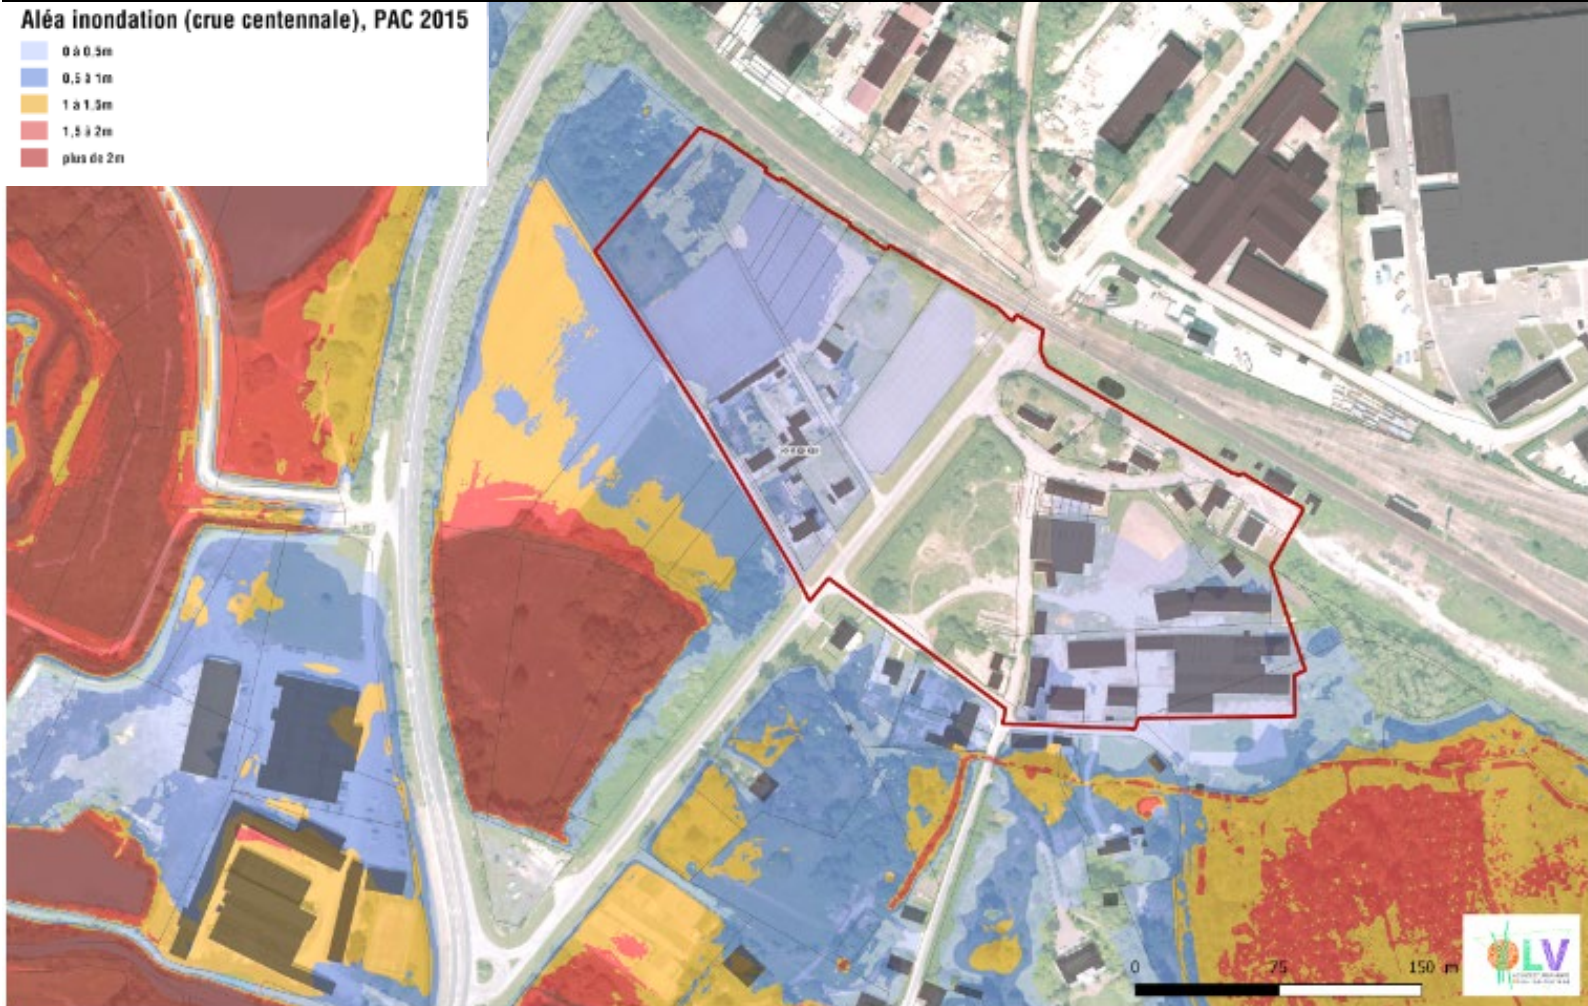 Aléa inondation (crue centennale), PAC 2015
0 à 0,5m
0,5 à 1m
1 à 1,5m
1,5 à 2m
plus de 2m
0 75 150 m
LV